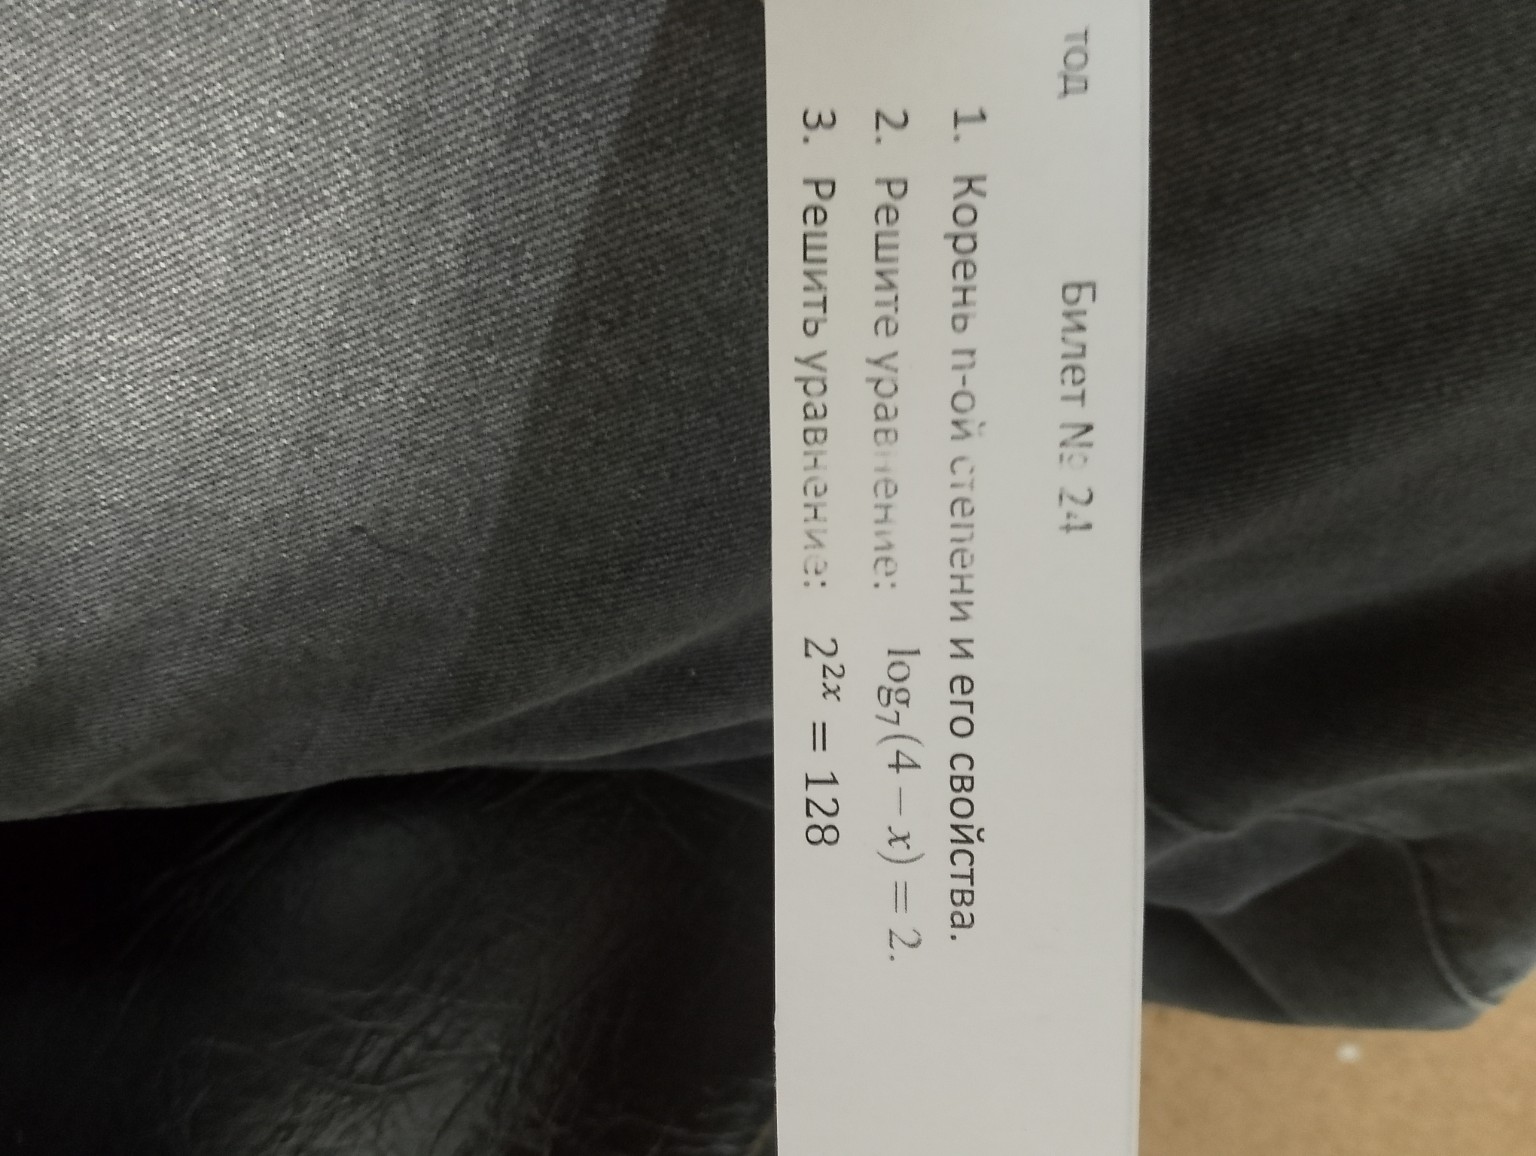 тод
Билет № 24
1. Корень n-ой степени и его свойства.
2. Решите уравнение: log₇(4 − x) = 2.
3. Решить уравнение: 2²ˣ = 128